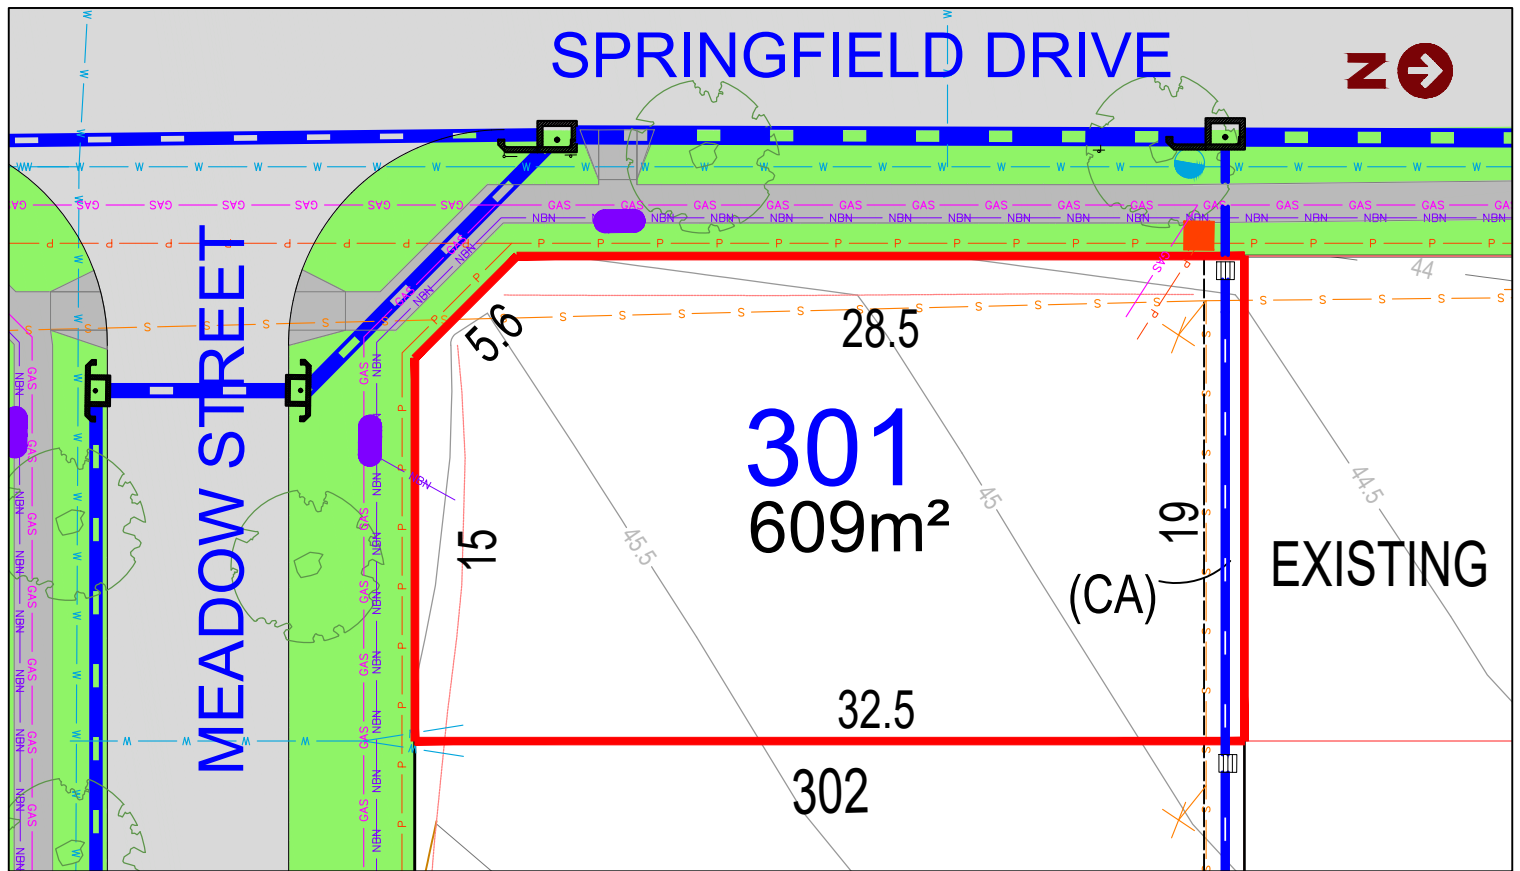 SPRINGFIELD DRIVE
N
MEADOW STREET
44
5.6
28.5
301
609m²
15
19
45.5
45
44.5
(CA)
EXISTING
32.5
302
W
GAS
NBN
P
S